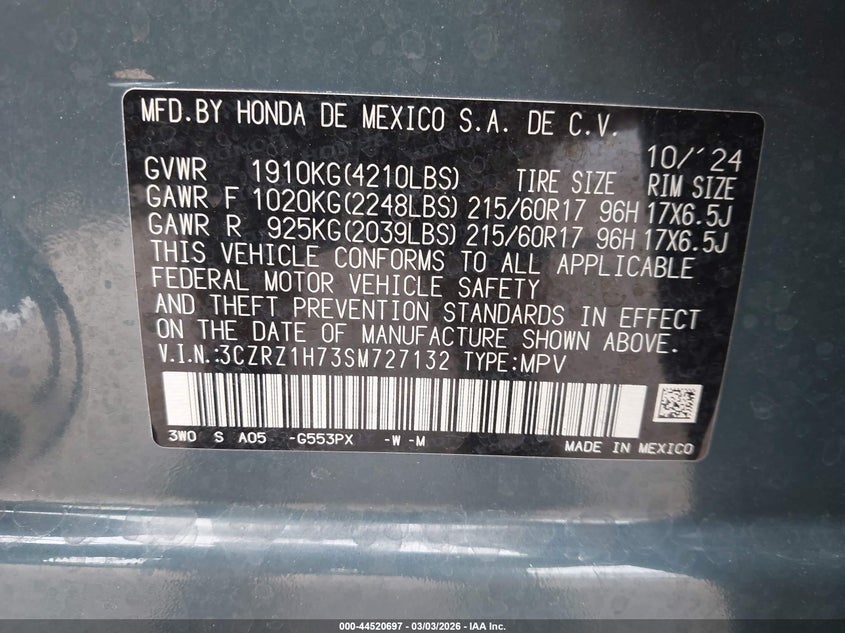 MFD.BY HONDA DE MEXICO S.A. DE C.V.
10/'24
GVWR 1910KG(4210LBS) TIRE SIZE RIM SIZE
GAWR F 1020KG(2248LBS) 215/60R17 96H 17X6.5J
GAWR R 925KG(2039LBS) 215/60R17 96H 17X6.5J
THIS VEHICLE CONFORMS TO ALL APPLICABLE
FEDERAL MOTOR VEHICLE SAFETY
AND THEFT PREVENTION STANDARDS IN EFFECT
ON THE DATE OF MANUFACTURE SHOWN ABOVE.
V.I.N.:3CZRZ1H73SM727132 TYPE:MPV
3W0 S A05 -G553PX -W-M
MADE IN MEXICO
000-44520697 - 03/03/2026 - IAA Inc.